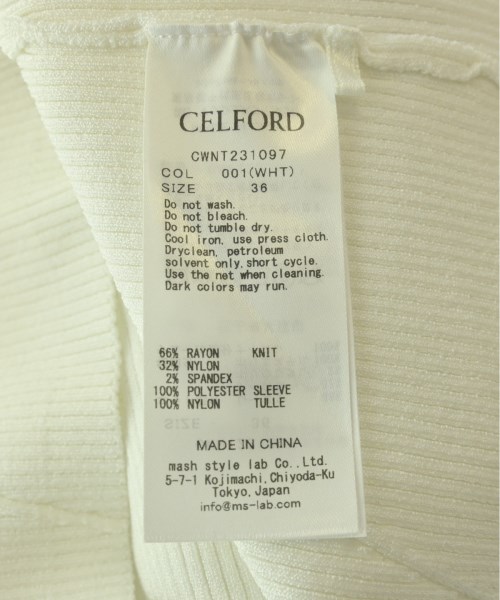 CELFORD
CWNT231097
COL 001(WHT)
SIZE 36
Do not wash.
Do not bleach.
Do not tumble dry.
Cool iron, use press cloth.
Dryclean, petroleum
solvent only,short cycle.
Use the net when cleaning.
Dark colors may run.
66% RAYON KNIT
32% NYLON
2% SPANDEX
100% POLYESTER SLEEVE
100% NYLON TULLE
MADE IN CHINA
mash style lab Co.,Ltd.
5-7-1 Kojimachi,Chiyoda-Ku
Tokyo,Japan
info@ms-lab.com